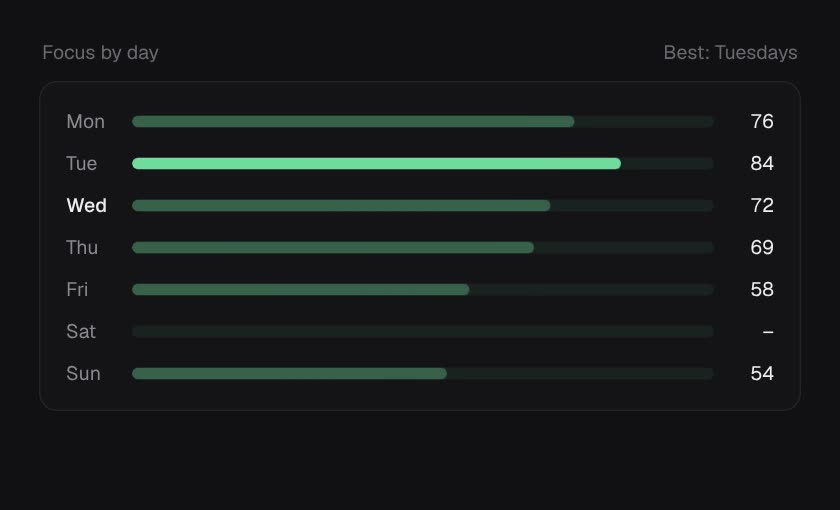 Focus by day Best: Tuesdays
Mon 76
Tue 84
Wed 72
Thu 69
Fri 58
Sat –
Sun 54